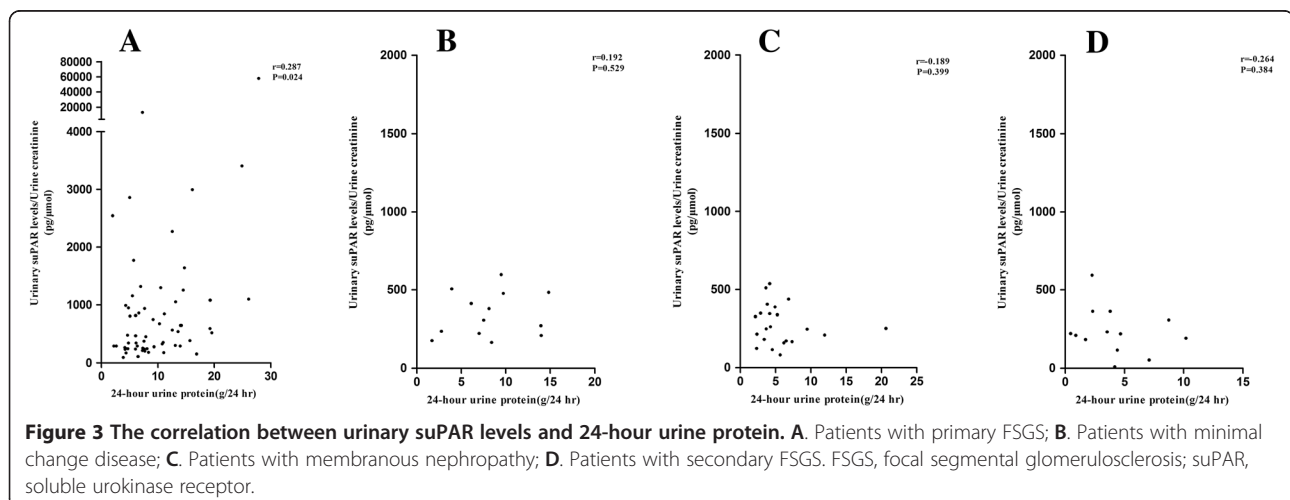 A
B
C
D
r=0.287
P=0.024
r=0.192
P=0.529
r=-0.189
P=0.399
r=-0.264
P=0.384
Urinary suPAR levels/Urine creatinine
(pg/μmol)
80000
60000
40000
20000
4000
3000
2000
1000
0
0 10 20 30
24-hour urine protein(g/24 hr)
Urinary suPAR levels/Urine creatinine
(pg/μmol)
2000
1500
1000
500
0
0 5 10 15 20
24-hour urine protein(g/24 hr)
Urinary suPAR levels/Urine creatinine
(pg/μmol)
2000
1500
1000
500
0
0 5 10 15 20 25
24-hour urine protein(g/24 hr)
Urinary suPAR levels/Urine creatinine
(pg/μmol)
2000
1500
1000
500
0
0 5 10 15
24-hour urine protein(g/24 hr)
Figure 3 The correlation between urinary suPAR levels and 24-hour urine protein. A. Patients with primary FSGS; B. Patients with minimal
change disease; C. Patients with membranous nephropathy; D. Patients with secondary FSGS. FSGS, focal segmental glomerulosclerosis; suPAR,
soluble urokinase receptor.